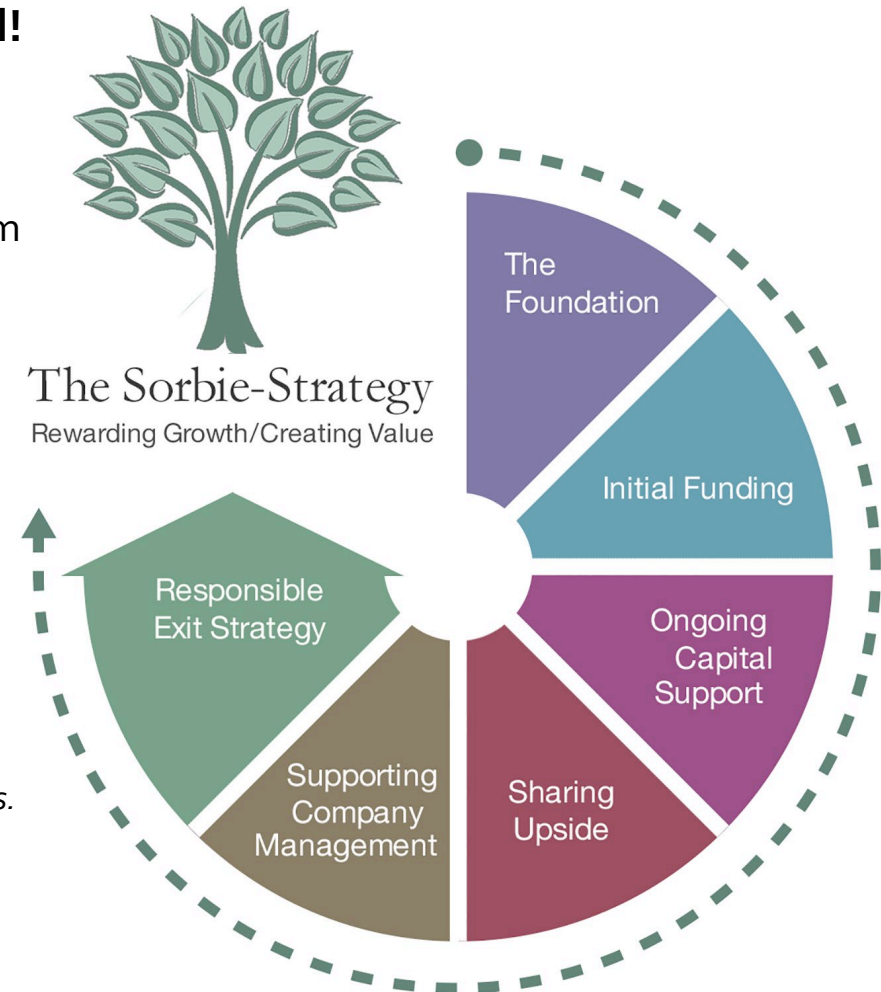 l!
m
s.
The Sorbie-Strategy
Rewarding Growth/Creating Value
The
Foundation
Initial Funding
Ongoing
Capital
Support
Sharing
Upside
Supporting
Company
Management
Responsible
Exit Strategy